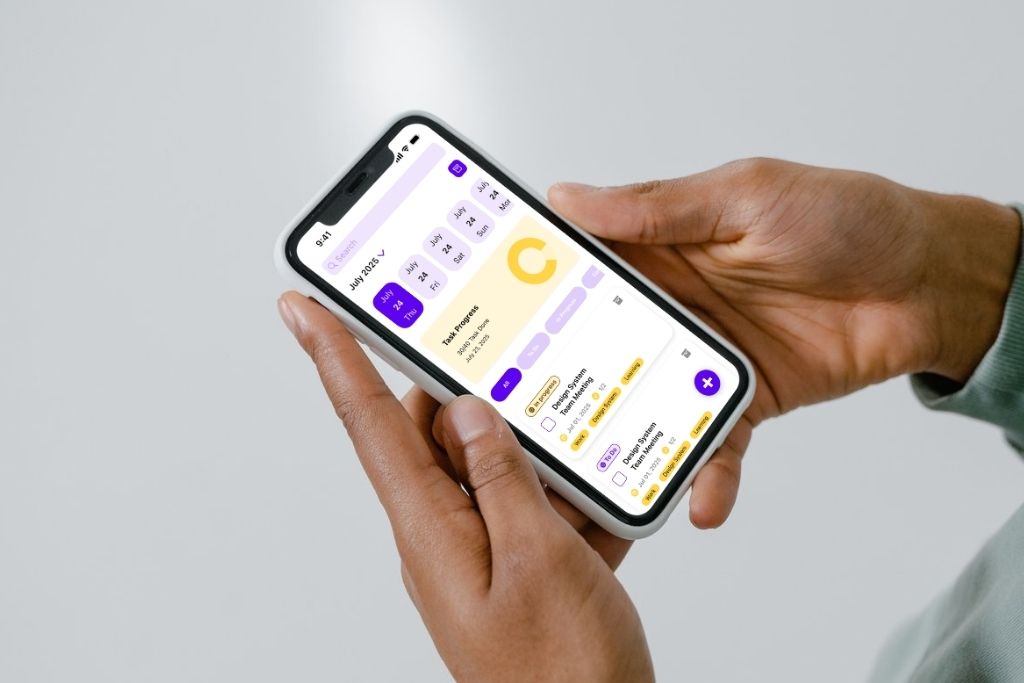 9:41
Search
July 2025
July
24
Thu
July
24
Fri
July
24
Sat
July
24
Sun
July
24
Mon
Task Progress
30/40 Task Done
July 23, 2025
All
To Do
In Progress
In progress
Design System
Team Meeting
Jul 01, 2025 1/2
Work Design System Learning
To Do
Design System
Team Meeting
Jul 01, 2025 1/2
Work Design System Learning